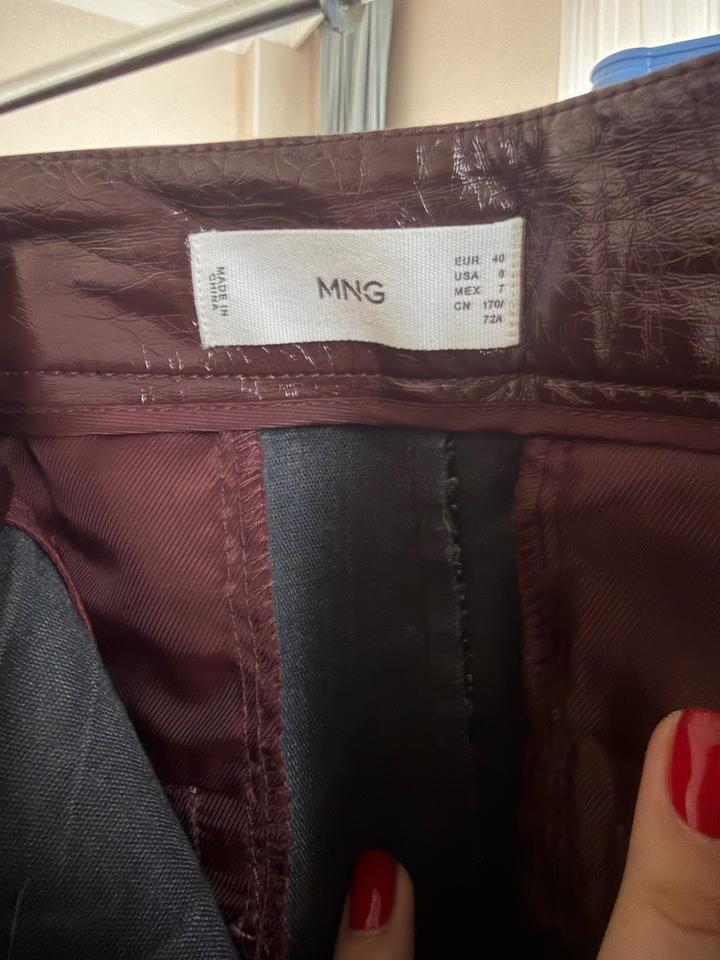 MADE IN
CHINA
MNG
EUR 40
USA 8
MEX 7
CN 170/
72A